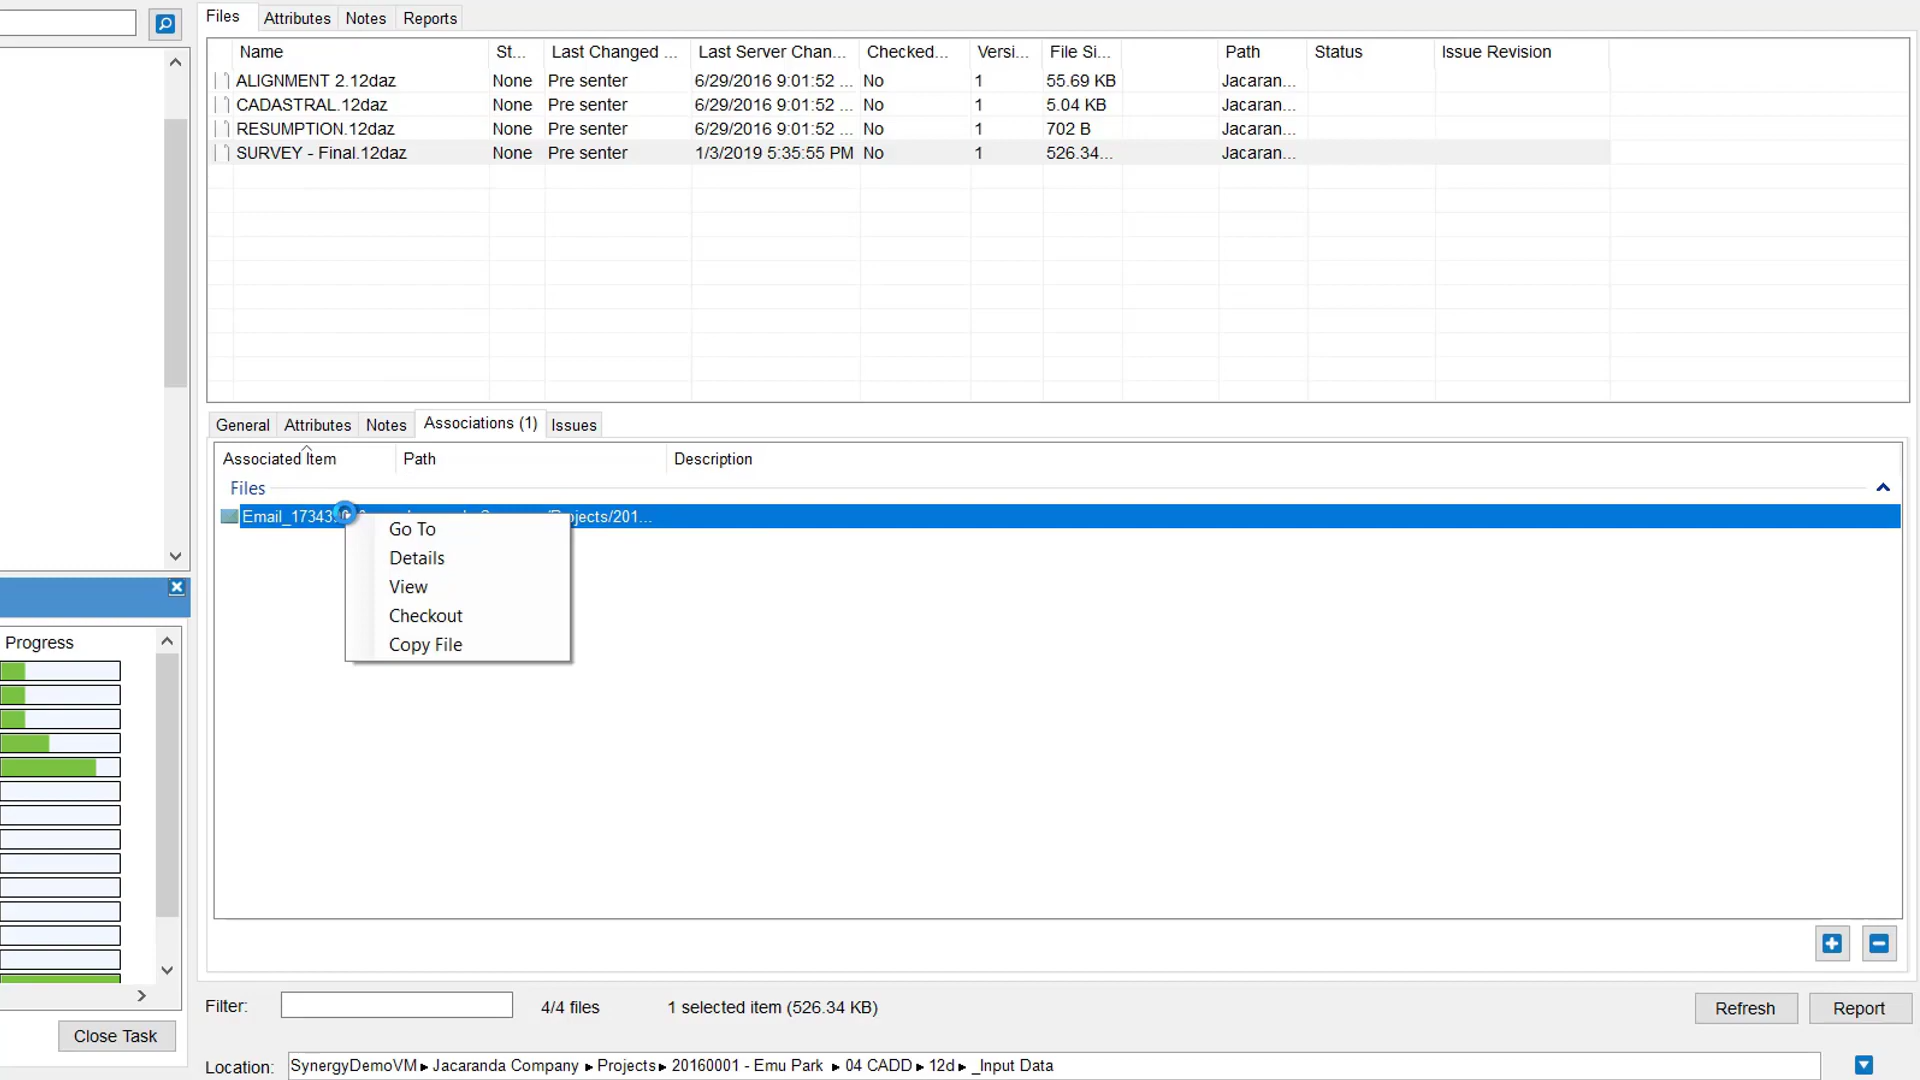 Files Attributes Notes Reports
Name St... Last Changed ... Last Server Chan... Checked... Versi... File Si... Path Status Issue Revision
ALIGNMENT 2.12daz None Pre senter 6/29/2016 9:01:52 ... No 1 55.69 KB Jacaran...
CADASTRAL.12daz None Pre senter 6/29/2016 9:01:52 ... No 1 5.04 KB Jacaran...
RESUMPTION.12daz None Pre senter 6/29/2016 9:01:52 ... No 1 702 B Jacaran...
SURVEY - Final.12daz None Pre senter 1/3/2019 5:35:55 PM No 1 526.34... Jacaran...
General Attributes Notes Associations (1) Issues
Associated Item Path Description
Files
Email_1734
Go To
Details
View
Checkout
Copy File
Progress
Close Task
Filter: 4/4 files 1 selected item (526.34 KB) Refresh Report
Location: SynergyDemoVM ▸ Jacaranda Company ▸ Projects ▸ 20160001 - Emu Park ▸ 04 CADD ▸ 12d ▸ _Input Data